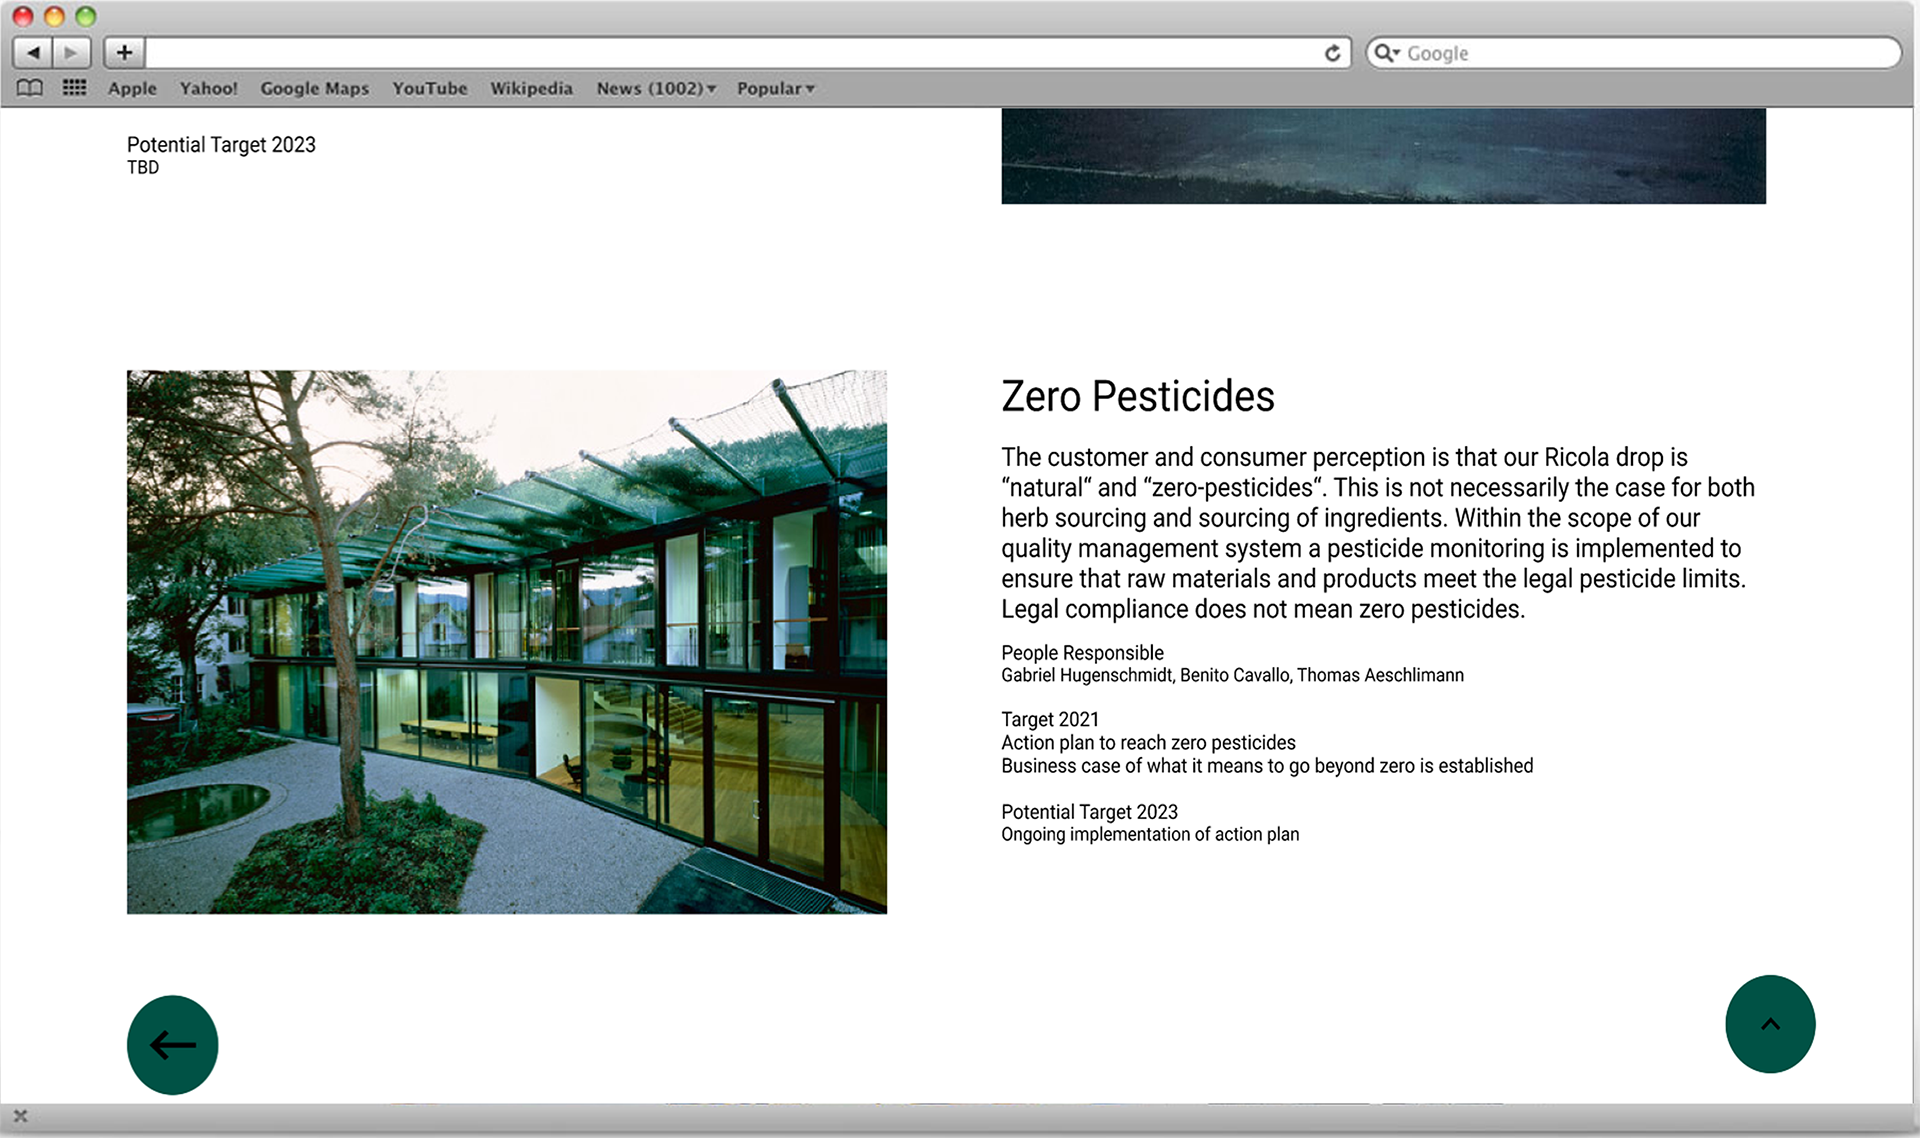 Google
Apple Yahoo! Google Maps YouTube Wikipedia News (1002) Popular
Potential Target 2023
TBD
Zero Pesticides
The customer and consumer perception is that our Ricola drop is
“natural“ and “zero-pesticides“. This is not necessarily the case for both
herb sourcing and sourcing of ingredients. Within the scope of our
quality management system a pesticide monitoring is implemented to
ensure that raw materials and products meet the legal pesticide limits.
Legal compliance does not mean zero pesticides.
People Responsible
Gabriel Hugenschmidt, Benito Cavallo, Thomas Aeschlimann
Target 2021
Action plan to reach zero pesticides
Business case of what it means to go beyond zero is established
Potential Target 2023
Ongoing implementation of action plan